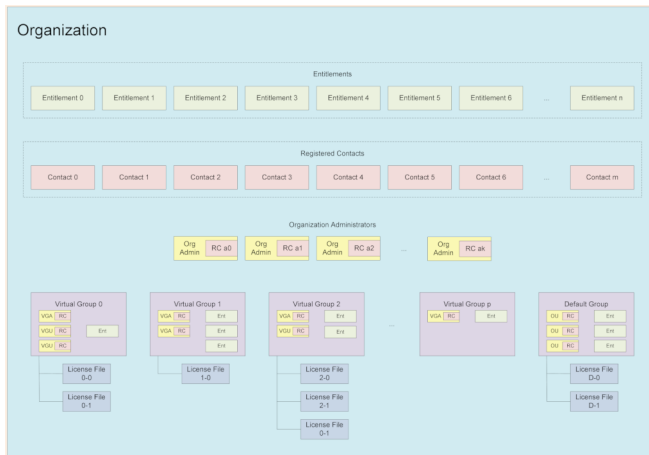 Organization
Entitlements
Entitlement 0 Entitlement 1 Entitlement 2 Entitlement 3 Entitlement 4 Entitlement 5 Entitlement 6 ... Entitlement n
Registered Contacts
Contact 0 Contact 1 Contact 2 Contact 3 Contact 4 Contact 5 Contact 6 ... Contact m
Organization Administrators
Org Admin RC a0 Org Admin RC a1 Org Admin RC a2 ... Org Admin RC ak
Virtual Group 0 Virtual Group 1 Virtual Group 2 ... Virtual Group p Default Group
VGA RC VGA RC Ent VGA RC Ent VGA RC Ent OU RC Ent
VGU RC Ent VGA RC Ent VGU RC Ent OU RC Ent
VGU RC Ent OU RC Ent
License File 0-0 License File 1-0 License File 2-0 License File D-0
License File 0-1 License File 2-1 License File D-1
License File 0-1